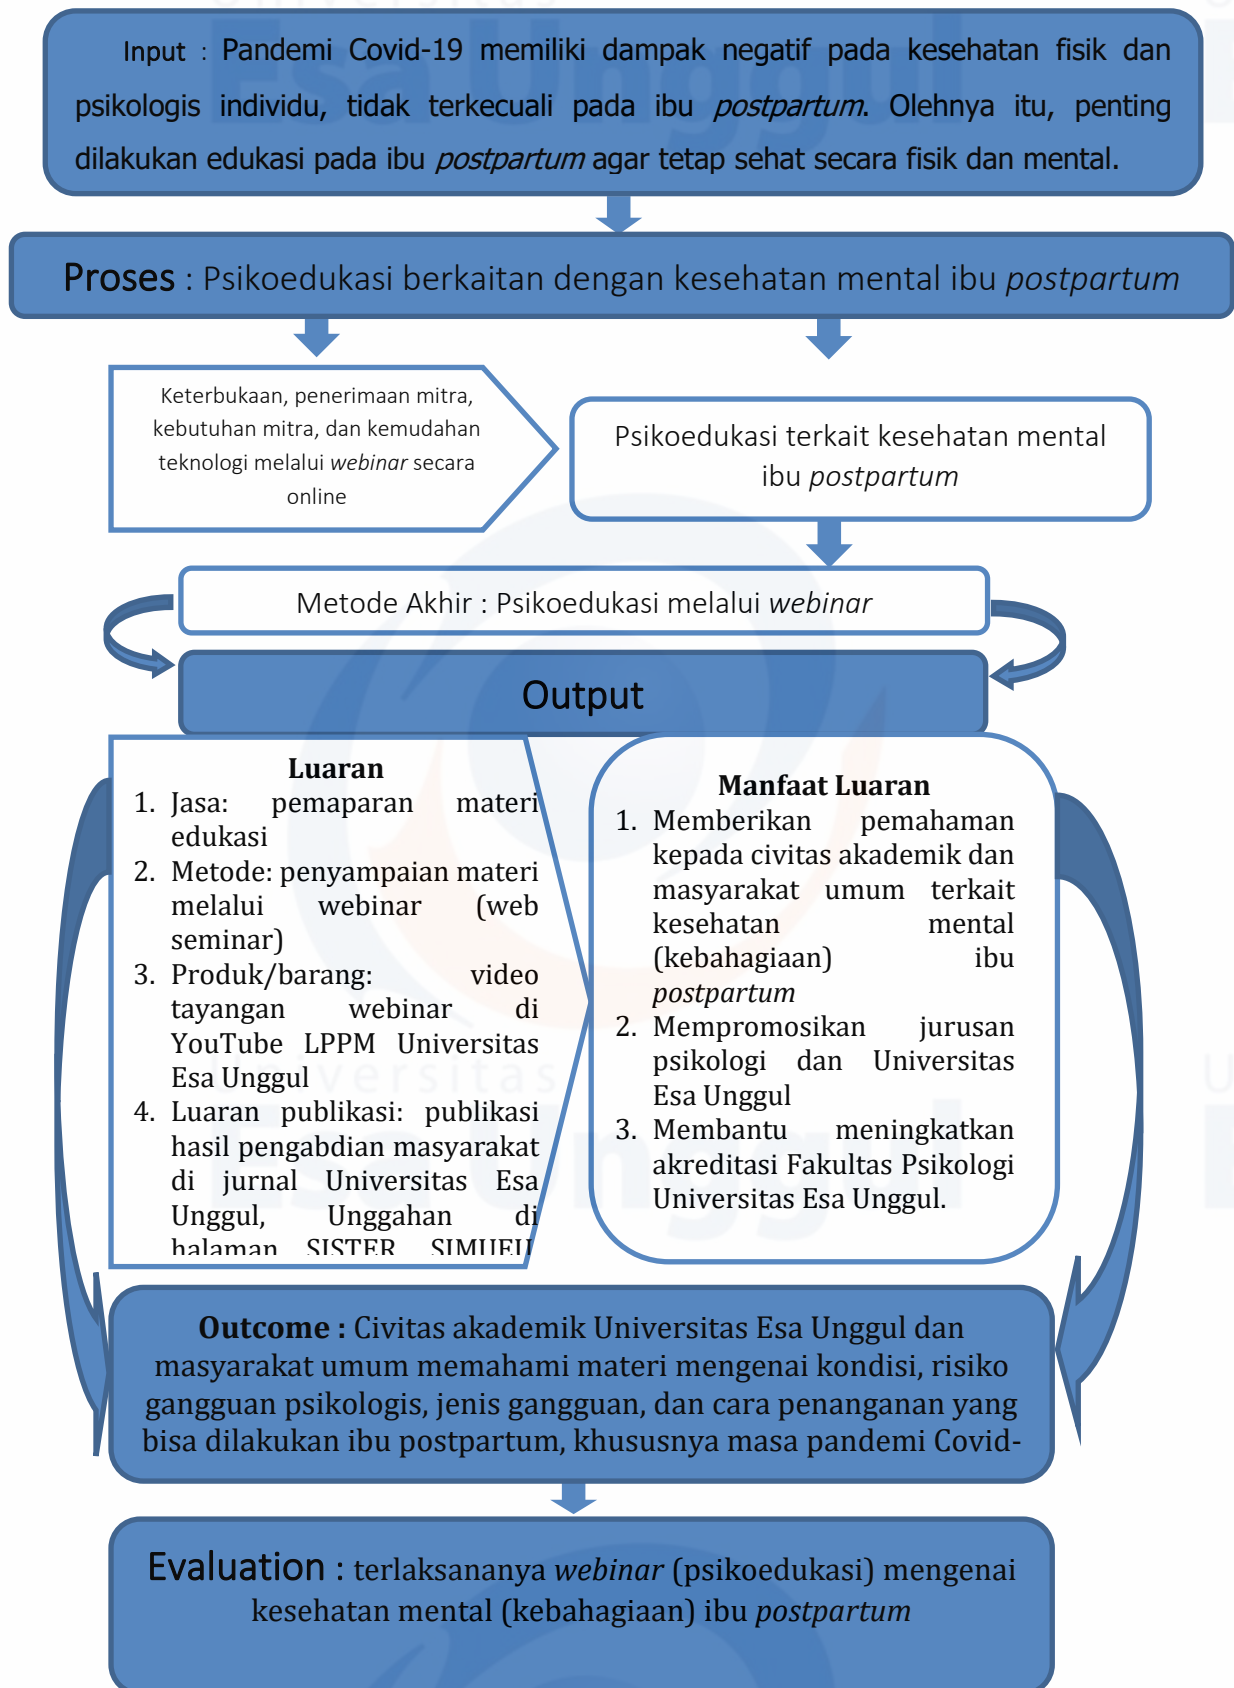 Universitas
Esa Unggul
Input : Pandemi Covid-19 memiliki dampak negatif pada kesehatan fisik dan
psikologis individu, tidak terkecuali pada ibu postpartum. Olehnya itu, penting
dilakukan edukasi pada ibu postpartum agar tetap sehat secara fisik dan mental.
Proses : Psikoedukasi berkaitan dengan kesehatan mental ibu postpartum
Keterbukaan, penerimaan mitra,
kebutuhan mitra, dan kemudahan
teknologi melalui webinar secara
online
Psikoedukasi terkait kesehatan mental
ibu postpartum
Metode Akhir : Psikoedukasi melalui webinar
Output
Luaran
1. Jasa: pemaparan materi
edukasi
2. Metode: penyampaian materi
melalui webinar (web
seminar)
3. Produk/barang: video
tayangan webinar di
YouTube LPPM Universitas
Esa Unggul
4. Luaran publikasi: publikasi
hasil pengabdian masyarakat
di jurnal Universitas Esa
Unggul, Unggahan di
halaman SISTER SIMUEU
Manfaat Luaran
1. Memberikan pemahaman
kepada civitas akademik dan
masyarakat umum terkait
kesehatan mental
(kebahagiaan) ibu
postpartum
2. Mempromosikan jurusan
psikologi dan Universitas
Esa Unggul
3. Membantu meningkatkan
akreditasi Fakultas Psikologi
Universitas Esa Unggul.
Universitas
Esa Unggul
Outcome : Civitas akademik Universitas Esa Unggul dan
masyarakat umum memahami materi mengenai kondisi, risiko
gangguan psikologis, jenis gangguan, dan cara penanganan yang
bisa dilakukan ibu postpartum, khususnya masa pandemi Covid-
Evaluation : terlaksananya webinar (psikoedukasi) mengenai
kesehatan mental (kebahagiaan) ibu postpartum